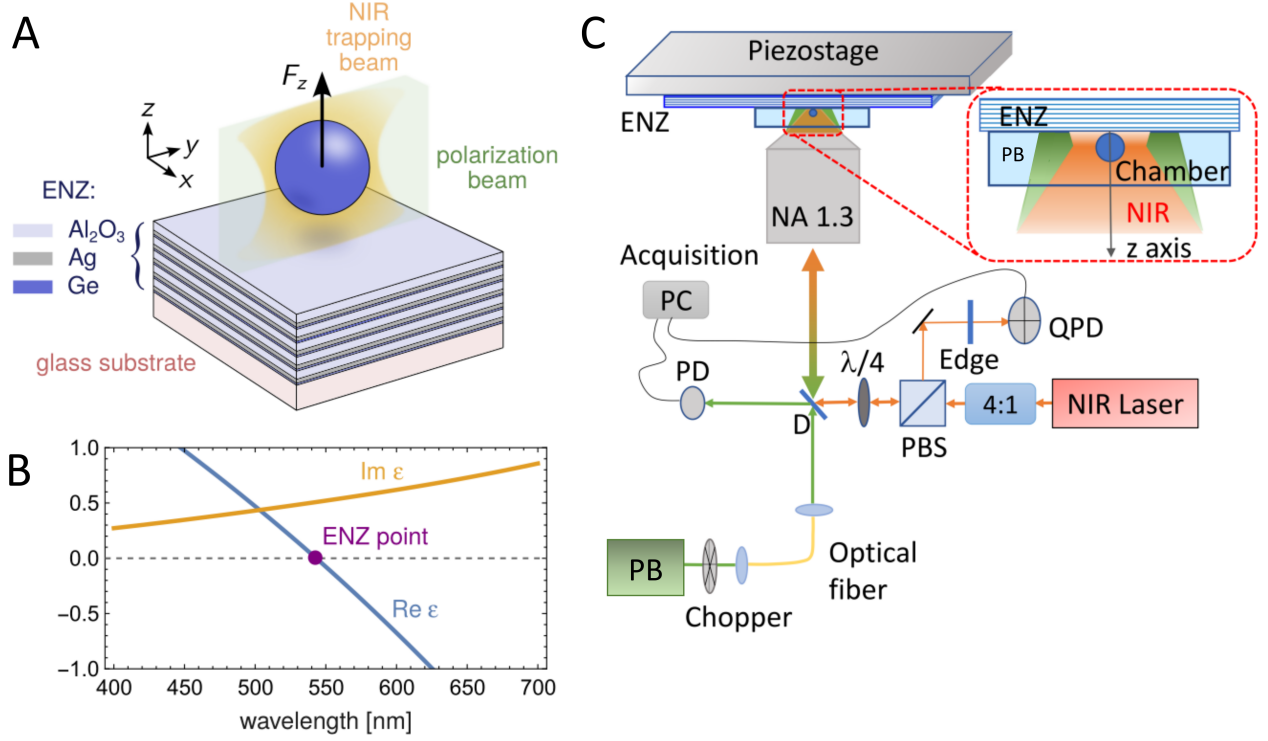 A
NIR
trapping
beam
F_z
z
y
x
polarization
beam
ENZ:
Al₂O₃
Ag
Ge
glass substrate
B
1.0
0.5
0.0
−0.5
−1.0
Im ε
ENZ point
Re ε
400 450 500 550 600 650 700
wavelength [nm]
C
Piezostage
ENZ
NA 1.3
ENZ
PB
Chamber
NIR
z axis
Acquisition
PC
QPD
Edge
PD
λ/4
D
PBS
4:1
NIR Laser
PB
Chopper
Optical
fiber